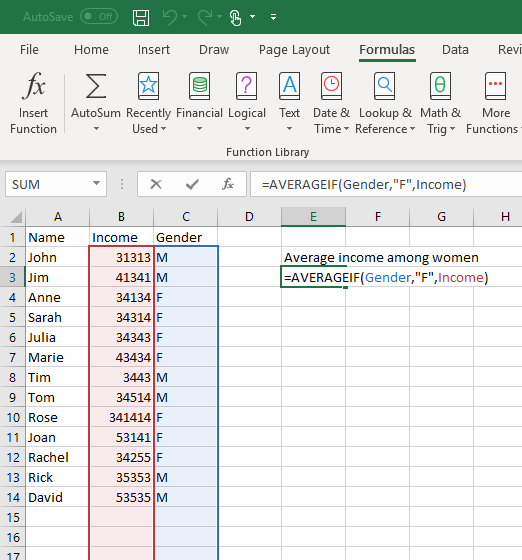 AutoSave Off
File Home Insert Draw Page Layout Formulas Data
fx Σ ? A θ
Insert Function AutoSum Recently Used Financial Logical Text Date & Time Lookup & Reference Math & Trig More Functions
Function Library
SUM fx =AVERAGEIF(Gender,"F",Income)
A B C D E F G H
1 Name Income Gender
2 John 31313 M Average income among women
3 Jim 41341 M =AVERAGEIF(Gender,"F",Income)
4 Anne 34134 F
5 Sarah 34314 F
6 Julia 34343 F
7 Marie 43434 F
8 Tim 3443 M
9 Tom 34514 M
10 Rose 341414 F
11 Joan 53141 F
12 Rachel 34255 F
13 Rick 35353 M
14 David 53535 M
15
16
17